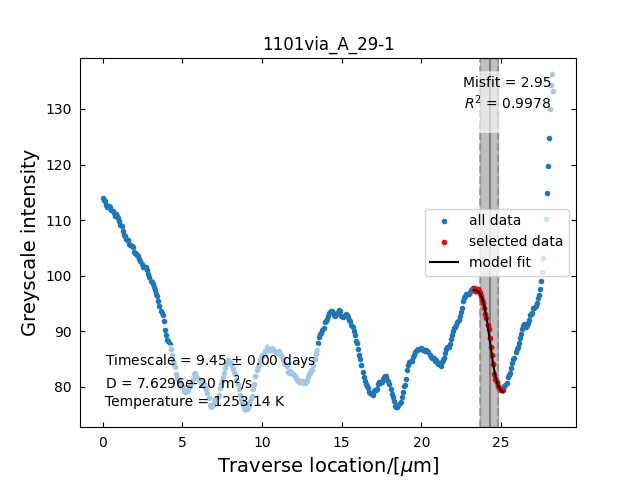 1101via_A_29-1
Misfit = 2.95
R² = 0.9978
130
120
110
100
90
80
Greyscale intensity
all data
selected data
model fit
Timescale = 9.45 ± 0.00 days
D = 7.6296e-20 m²/s
Temperature = 1253.14 K
0 5 10 15 20 25
Traverse location/[μm]